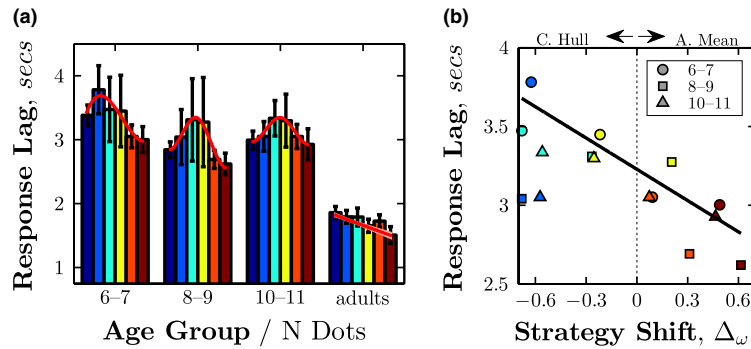 (a)
Response Lag, secs
4
3
2
1
6–7
8–9
10–11
adults
Age Group / N Dots
(b)
C. Hull
A. Mean
Response Lag, secs
4
3.5
3
2.5
6–7
8–9
10–11
−0.6
−0.3
0
0.3
0.6
Strategy Shift, Δω